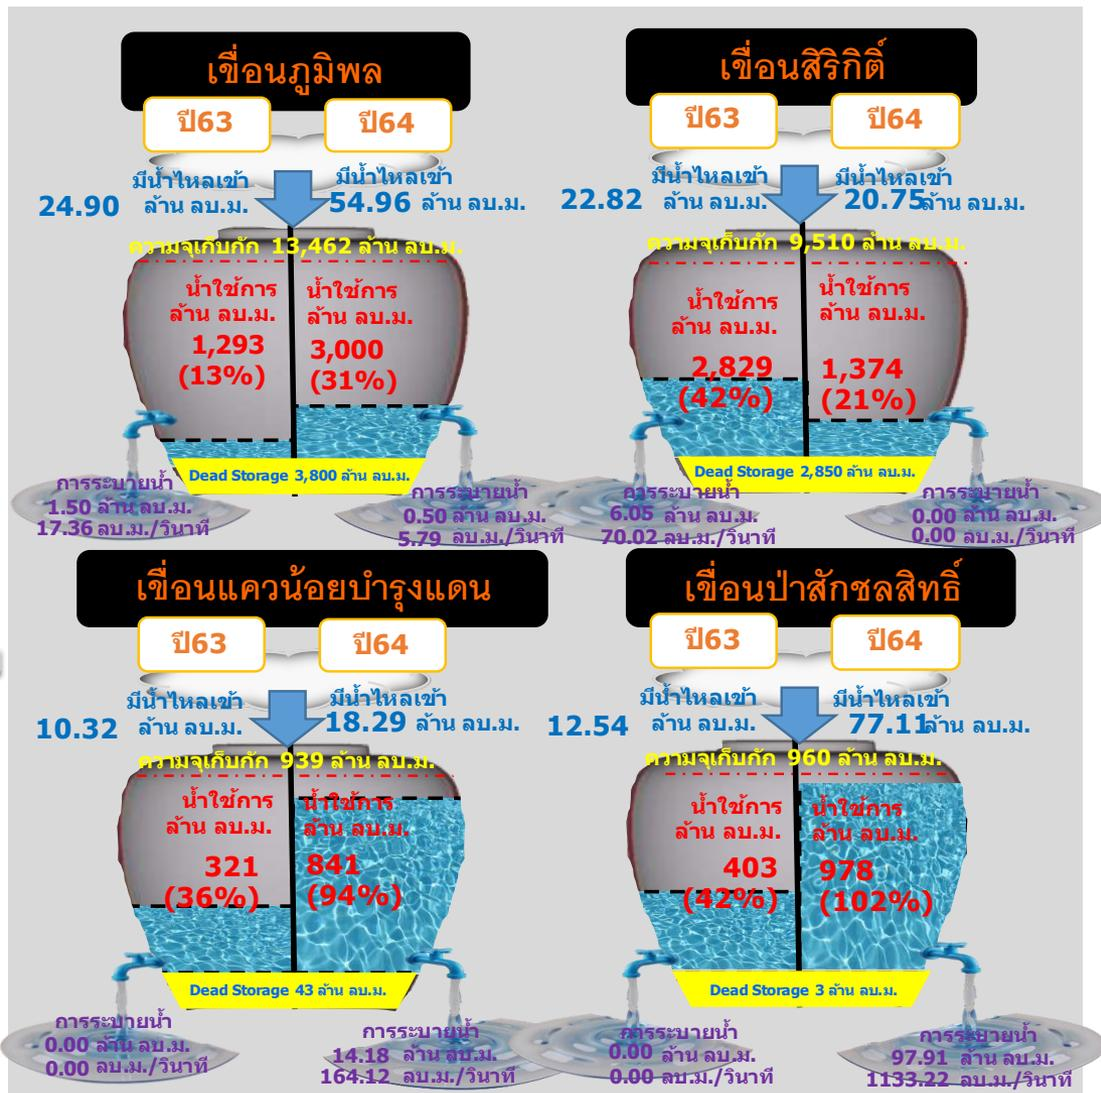 เขื่อนภูมิพล
ปี63 ปี64
มีน้ำไหลเข้า มีน้ำไหลเข้า
24.90 ล้าน ลบ.ม. 54.96 ล้าน ลบ.ม.
ความจุเก็บกัก 13,462 ล้าน ลบ.ม.
น้ำใช้การ น้ำใช้การ
ล้าน ลบ.ม. ล้าน ลบ.ม.
1,293 3,000
(13%) (31%)
Dead Storage 3,800 ล้าน ลบ.ม.
การระบายน้ำ การระบายน้ำ
1.50 ล้าน ลบ.ม. 0.50 ล้าน ลบ.ม.
17.36 ลบ.ม./วินาที 5.79 ลบ.ม./วินาที
เขื่อนสิริกิติ์
ปี63 ปี64
มีน้ำไหลเข้า มีน้ำไหลเข้า
22.82 ล้าน ลบ.ม. 20.75 ล้าน ลบ.ม.
ความจุเก็บกัก 9,510 ล้าน ลบ.ม.
น้ำใช้การ น้ำใช้การ
ล้าน ลบ.ม. ล้าน ลบ.ม.
2,829 1,374
(42%) (21%)
Dead Storage 2,850 ล้าน ลบ.ม.
การระบายน้ำ การระบายน้ำ
6.05 ล้าน ลบ.ม. 0.00 ล้าน ลบ.ม.
70.02 ลบ.ม./วินาที 0.00 ลบ.ม./วินาที
เขื่อนแควน้อยบำรุงแดน
ปี63 ปี64
มีน้ำไหลเข้า มีน้ำไหลเข้า
10.32 ล้าน ลบ.ม. 18.29 ล้าน ลบ.ม.
ความจุเก็บกัก 939 ล้าน ลบ.ม.
น้ำใช้การ น้ำใช้การ
ล้าน ลบ.ม. ล้าน ลบ.ม.
321 841
(36%) (94%)
Dead Storage 43 ล้าน ลบ.ม.
การระบายน้ำ การระบายน้ำ
0.00 ล้าน ลบ.ม. 14.18 ล้าน ลบ.ม.
0.00 ลบ.ม./วินาที 164.12 ลบ.ม./วินาที
เขื่อนป่าสักชลสิทธิ์
ปี63 ปี64
มีน้ำไหลเข้า มีน้ำไหลเข้า
12.54 ล้าน ลบ.ม. 77.11 ล้าน ลบ.ม.
ความจุเก็บกัก 960 ล้าน ลบ.ม.
น้ำใช้การ น้ำใช้การ
ล้าน ลบ.ม. ล้าน ลบ.ม.
403 978
(42%) (102%)
Dead Storage 3 ล้าน ลบ.ม.
การระบายน้ำ การระบายน้ำ
0.00 ล้าน ลบ.ม. 97.91 ล้าน ลบ.ม.
0.00 ลบ.ม./วินาที 1133.22 ลบ.ม./วินาที